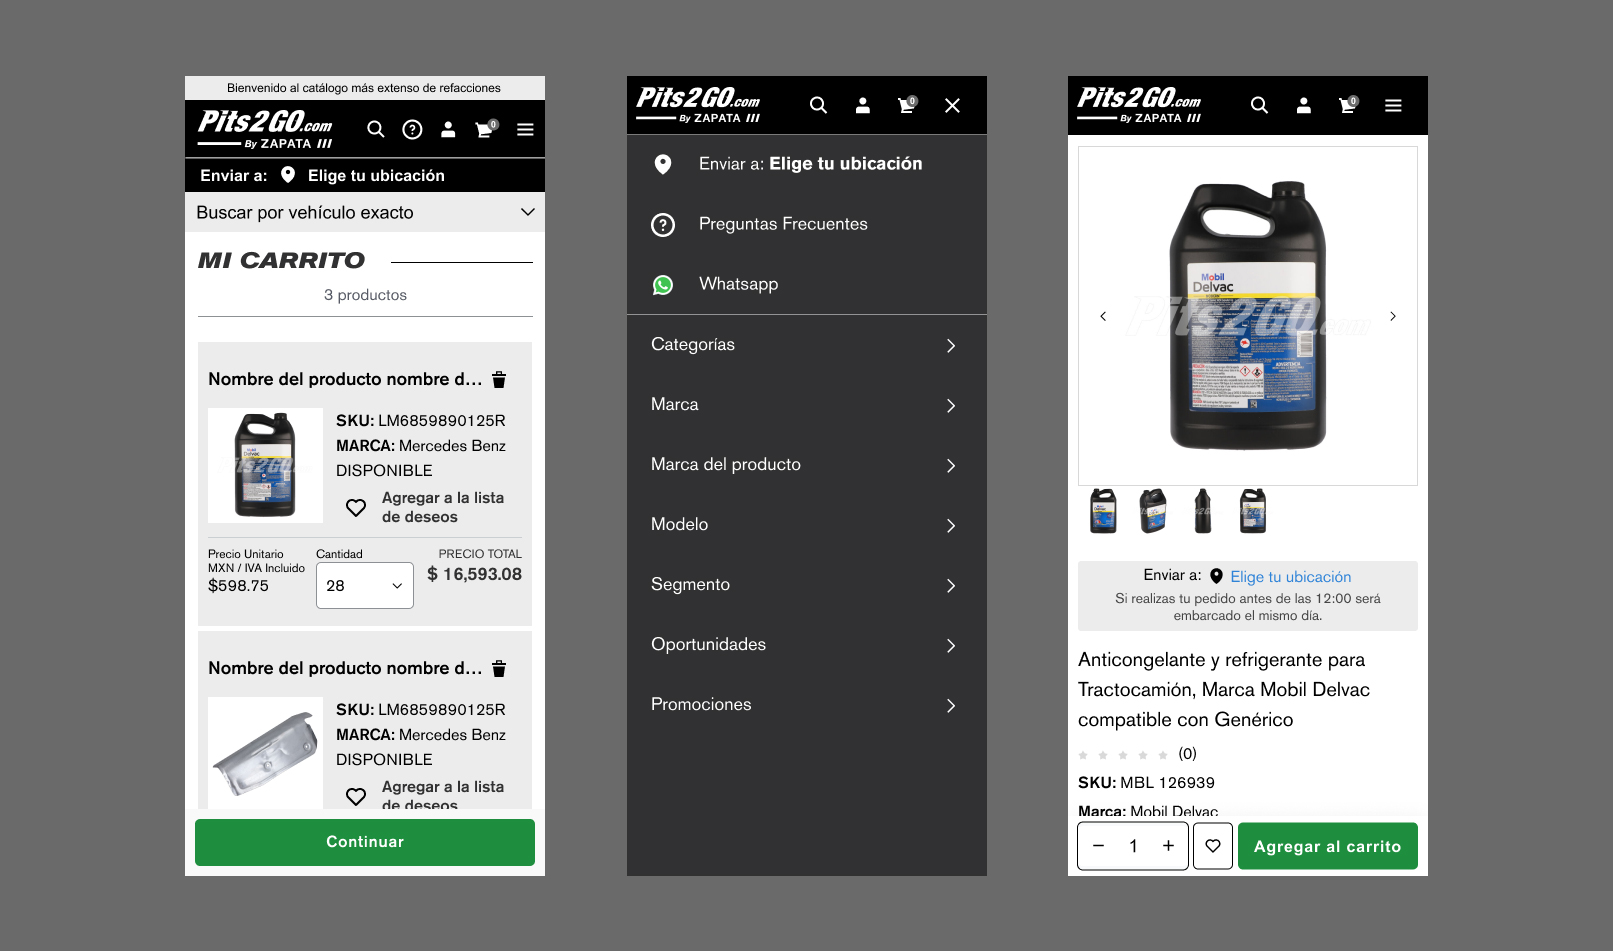 Bienvenido al catálogo más extenso de refacciones
Pits2GO.com
By ZAPATA
0
Enviar a: Elige tu ubicación
Buscar por vehículo exacto
MI CARRITO
3 productos
Nombre del producto nombre d...
SKU: LM6859890125R
MARCA: Mercedes Benz
DISPONIBLE
Agregar a la lista
de deseos
Precio Unitario
MXN / IVA Incluido
$598.75
Cantidad
28
PRECIO TOTAL
$ 16,593.08
Nombre del producto nombre d...
SKU: LM6859890125R
MARCA: Mercedes Benz
DISPONIBLE
Agregar a la lista
de deseos
Continuar
Pits2GO.com
By ZAPATA
0
Enviar a: Elige tu ubicación
Preguntas Frecuentes
Whatsapp
Categorías
Marca
Marca del producto
Modelo
Segmento
Oportunidades
Promociones
Pits2GO.com
By ZAPATA
0
Mobil
Delvac
Pits2GO.com
ADVERTENCIA
Enviar a: Elige tu ubicación
Si realizas tu pedido antes de las 12:00 será
embarcado el mismo día.
Anticongelante y refrigerante para
Tractocamión, Marca Mobil Delvac
compatible con Genérico
(0)
SKU: MBL 126939
Marca: Mobil Delvac
− 1 +
Agregar al carrito